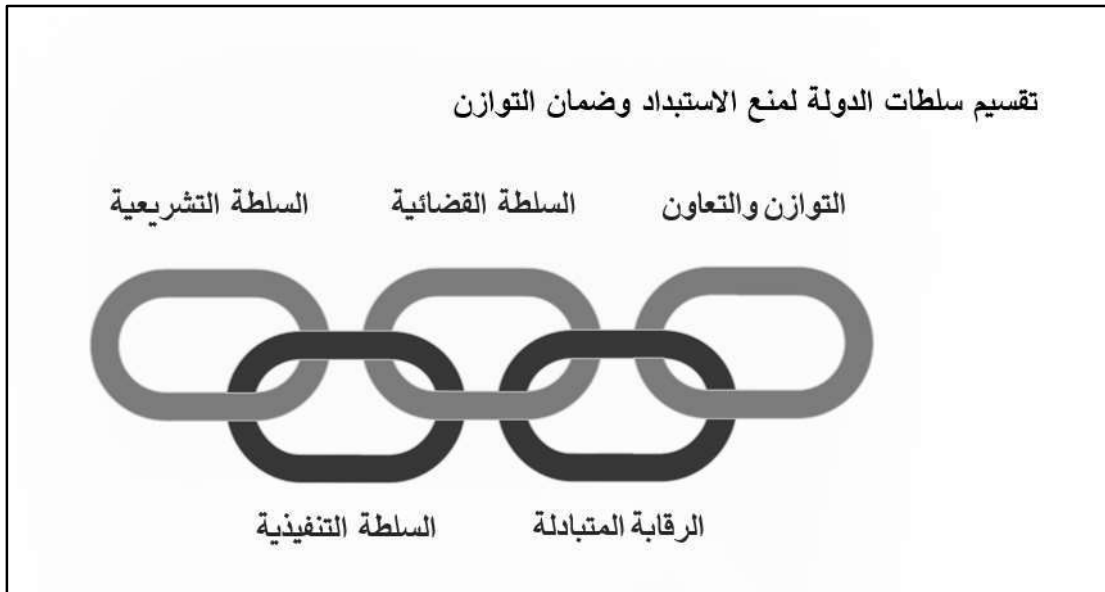 تقسيم سلطات الدولة لمنع الاستبداد وضمان التوازن
التوازن والتعاون
السلطة القضائية
السلطة التشريعية
الرقابة المتبادلة
السلطة التنفيذية